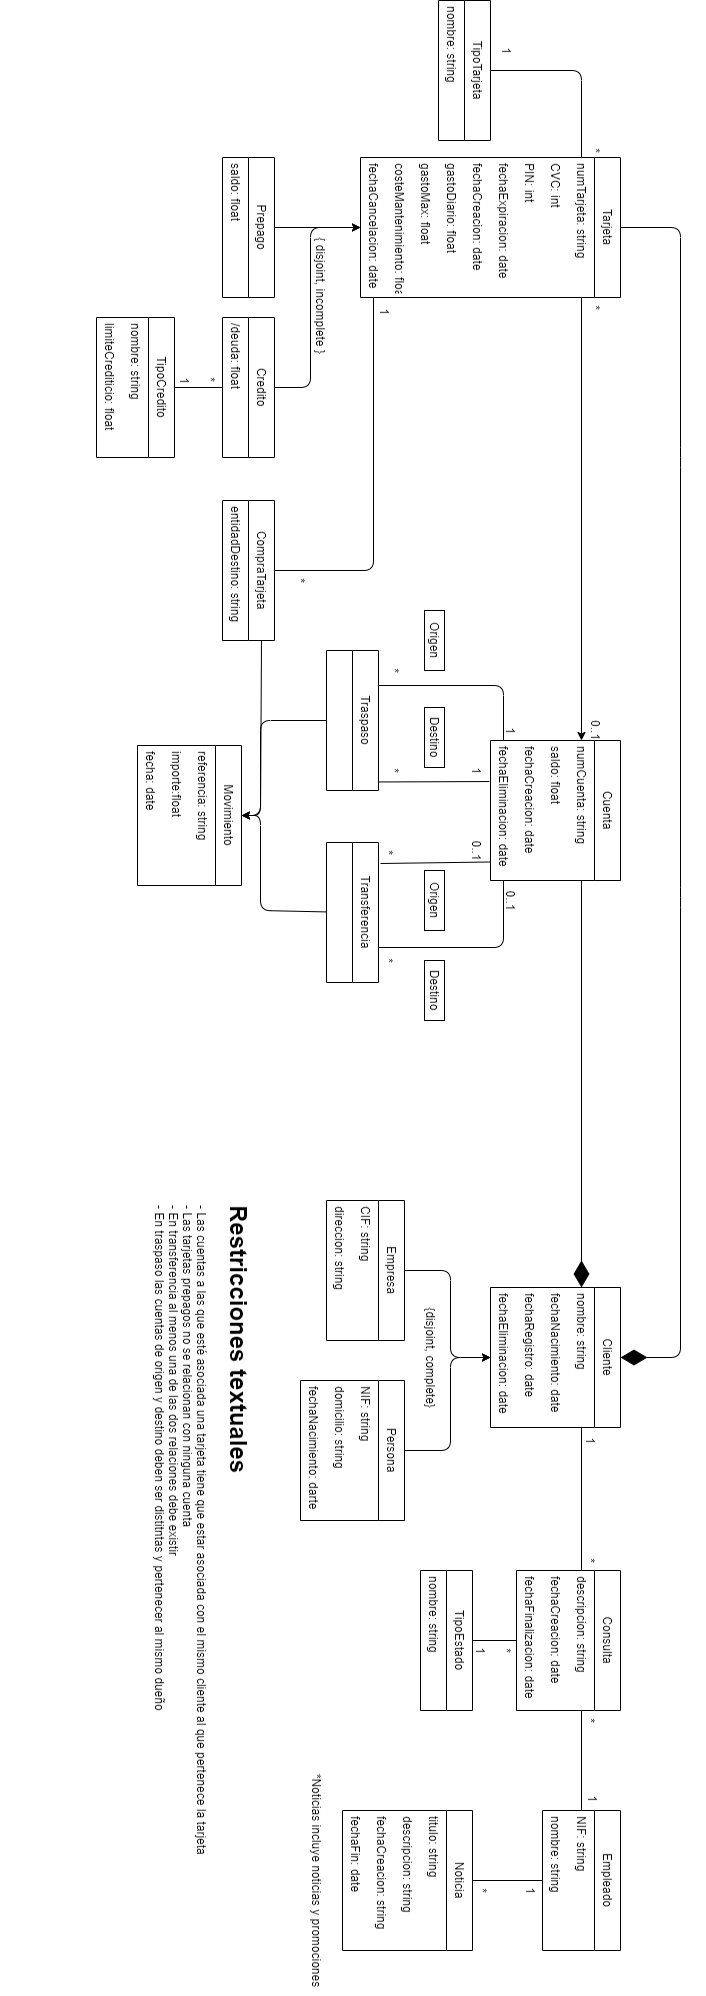 TipoTarjeta
nombre: string
1
*
Tarjeta
numTarjeta: string
CVC: int
PIN: int
fechaExpiracion: date
fechaCreacion: date
gastoDiario: float
gastoMax: float
costeMantenimiento: floa
fechaCancelacion: date
*
1
Prepago
saldo: float
{ disjoint, incomplete }
Credito
/deuda: float
*
1
TipoCredito
nombre: string
limiteCrediticio: float
CompraTarjeta
entidadDestino: string
*
Origen
Destino
Traspaso
*
*
1
1
0..1
Cuenta
numCuenta: string
saldo: float
fechaCreacion: date
fechaEliminacion: date
Movimiento
referencia: string
importe:float
fecha: date
0..1
0..1
Transferencia
*
*
Origen
Destino
Empresa
CIF: string
direccion: string
{disjoint, complete}
Persona
NIF: string
domicilio: string
fechaNacimiento: darte
Cliente
nombre: string
fechaNacimiento: date
fechaRegistro: date
fechaEliminacion: date
1
*
Consulta
descripcion: string
fechaCreacion: date
fechaFinalizacion: date
*
1
TipoEstado
nombre: string
*
1
Empleado
NIF: string
nombre: string
1
*
Noticia
titulo: string
descripcion: string
fechaCreacion: string
fechaFin: date
*Noticias incluye noticias y promociones
Restricciones textuales
- Las cuentas a las que esté asociada una tarjeta tiene que estar asociada con el mismo cliente al que pertenece la tarjeta
- Las tarjetas prepagos no se relacionan con ninguna cuenta
- En transferencia al menos una de las dos relaciones debe existir
- En traspaso las cuentas de origen y destino deben ser distitntas y pertenecer al mismo dueño